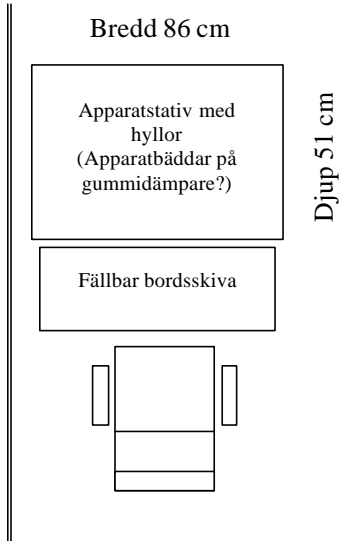 Bredd 86 cm
Apparatstativ med
hyllor
(Apparatbäddar på
gummidämpare?)
Djup 51 cm
Fällbar bordsskiva